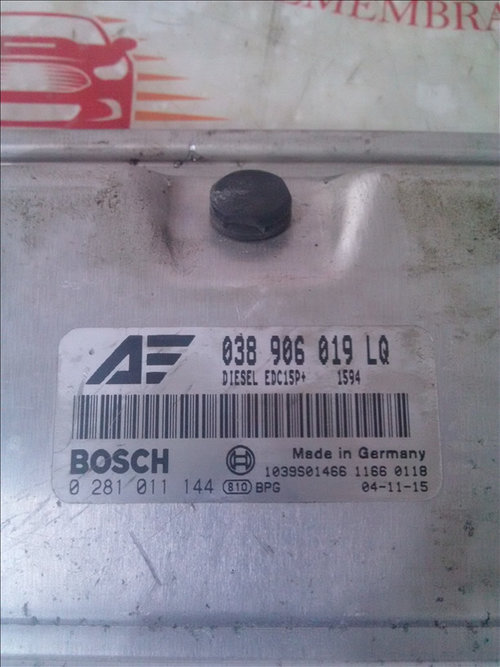 038 906 019 LQ
DIESEL EDC15P+ 1594
BOSCH
Made in Germany
1039S01466 1166 0118
0 281 011 144 810 BPG 04-11-15